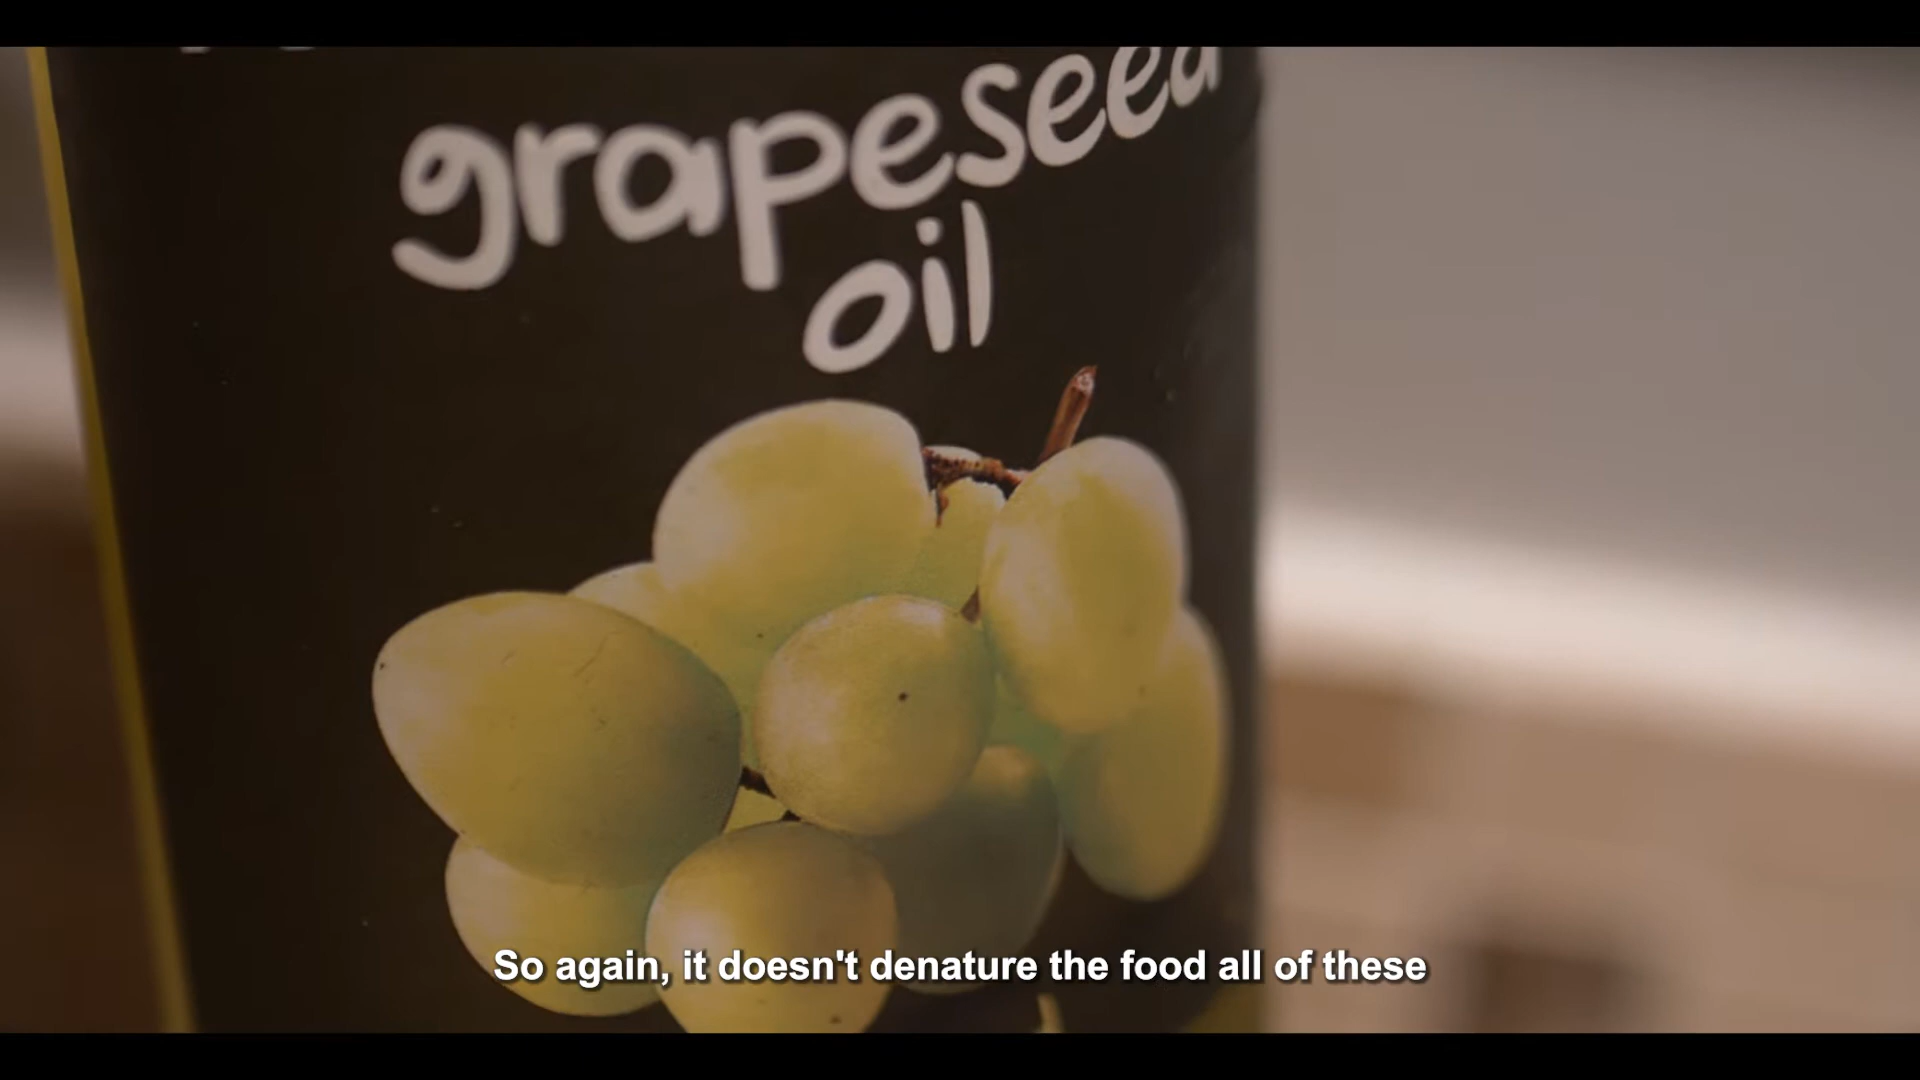 grapeseed
oil
So again, it doesn't denature the food all of these